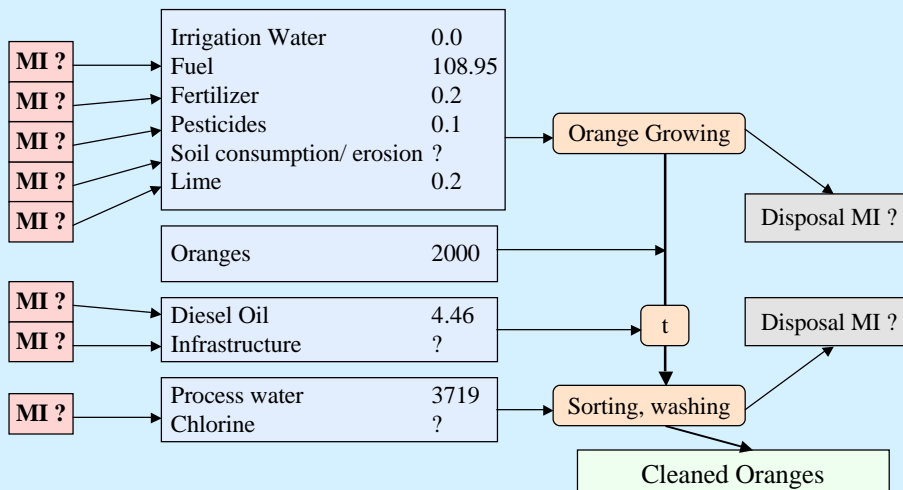 MI ?
MI ?
MI ?
MI ?
MI ?
Irrigation Water 0.0
Fuel 108.95
Fertilizer 0.2
Pesticides 0.1
Soil consumption/ erosion ?
Lime 0.2
Orange Growing
Disposal MI ?
Oranges 2000
MI ?
MI ?
Diesel Oil 4.46
Infrastructure ?
t
Disposal MI ?
MI ?
Process water 3719
Chlorine ?
Sorting, washing
Cleaned Oranges